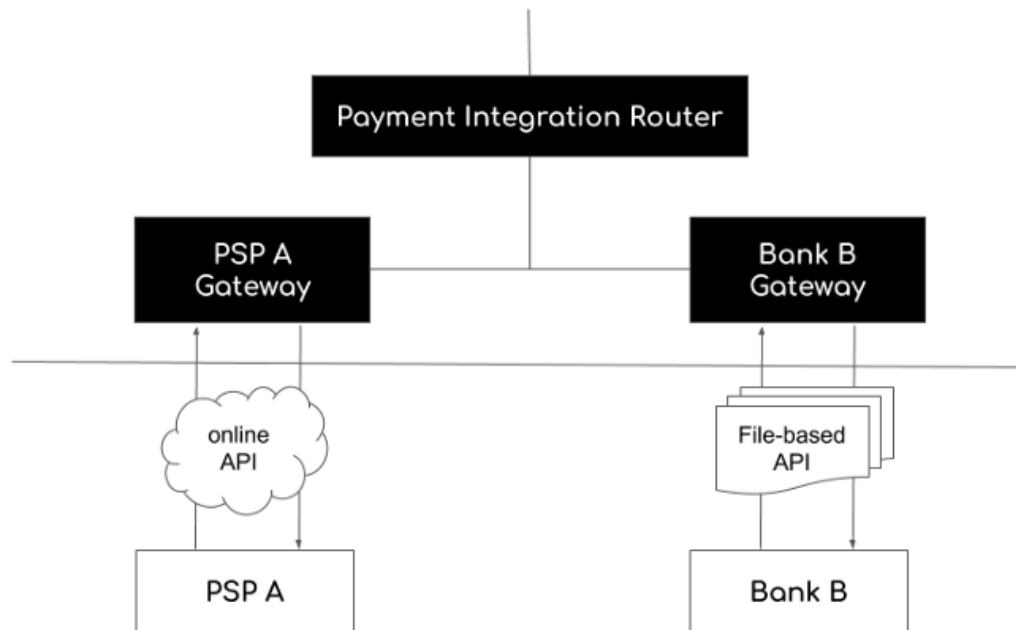 Payment Integration Router
PSP A
Gateway
Bank B
Gateway
online
API
File-based
API
PSP A
Bank B